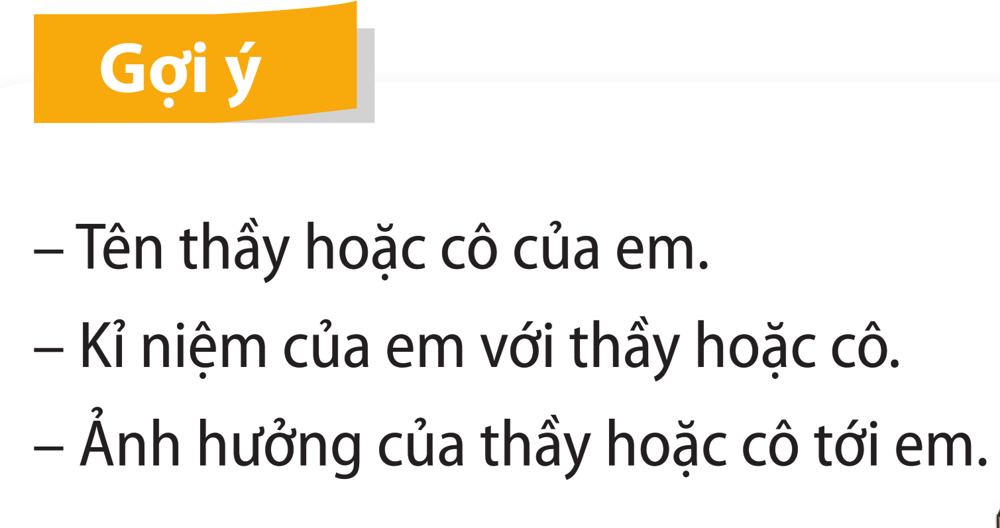 Gợi ý
– Tên thầy hoặc cô của em.
– Kỉ niệm của em với thầy hoặc cô.
– Ảnh hưởng của thầy hoặc cô tới em.